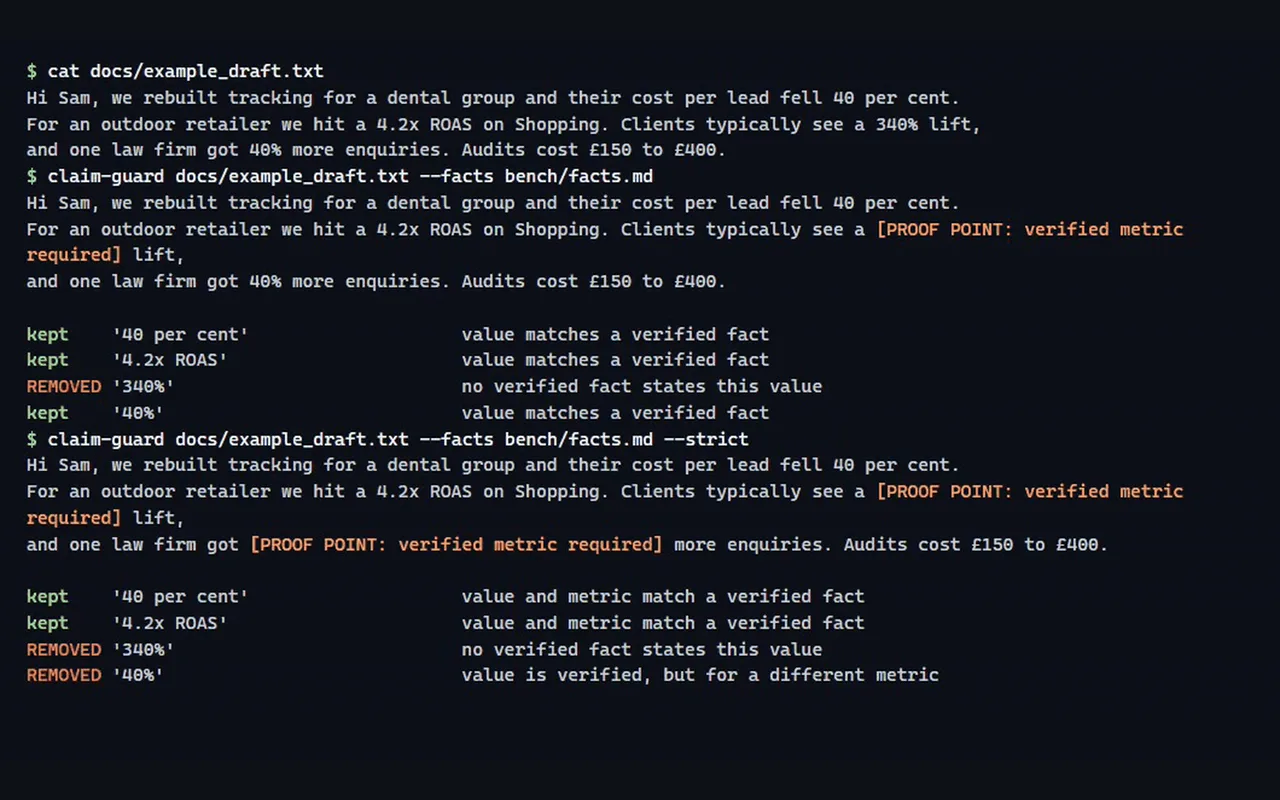 $ cat docs/example_draft.txt
Hi Sam, we rebuilt tracking for a dental group and their cost per lead fell 40 per cent.
For an outdoor retailer we hit a 4.2x ROAS on Shopping. Clients typically see a 340% lift,
and one law firm got 40% more enquiries. Audits cost £150 to £400.
$ claim-guard docs/example_draft.txt --facts bench/facts.md
Hi Sam, we rebuilt tracking for a dental group and their cost per lead fell 40 per cent.
For an outdoor retailer we hit a 4.2x ROAS on Shopping. Clients typically see a [PROOF POINT: verified metric
required] lift,
and one law firm got 40% more enquiries. Audits cost £150 to £400.

kept '40 per cent' value matches a verified fact
kept '4.2x ROAS' value matches a verified fact
REMOVED '340%' no verified fact states this value
kept '40%' value matches a verified fact
$ claim-guard docs/example_draft.txt --facts bench/facts.md --strict
Hi Sam, we rebuilt tracking for a dental group and their cost per lead fell 40 per cent.
For an outdoor retailer we hit a 4.2x ROAS on Shopping. Clients typically see a [PROOF POINT: verified metric
required] lift,
and one law firm got [PROOF POINT: verified metric required] more enquiries. Audits cost £150 to £400.

kept '40 per cent' value and metric match a verified fact
kept '4.2x ROAS' value and metric match a verified fact
REMOVED '340%' no verified fact states this value
REMOVED '40%' value is verified, but for a different metric